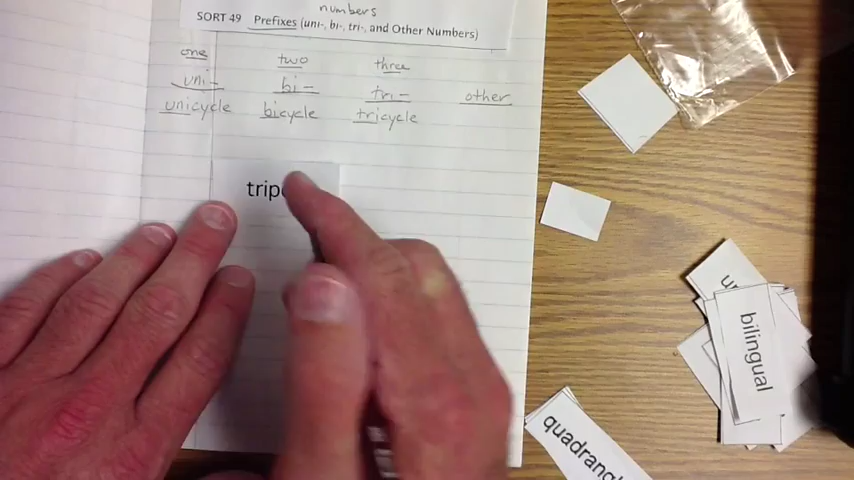 numbers
SORT 49 Prefixes (uni-, bi-, tri-, and Other Numbers)
one two three
uni- bi- tri- other
unicycle bicycle tricycle
bilingual